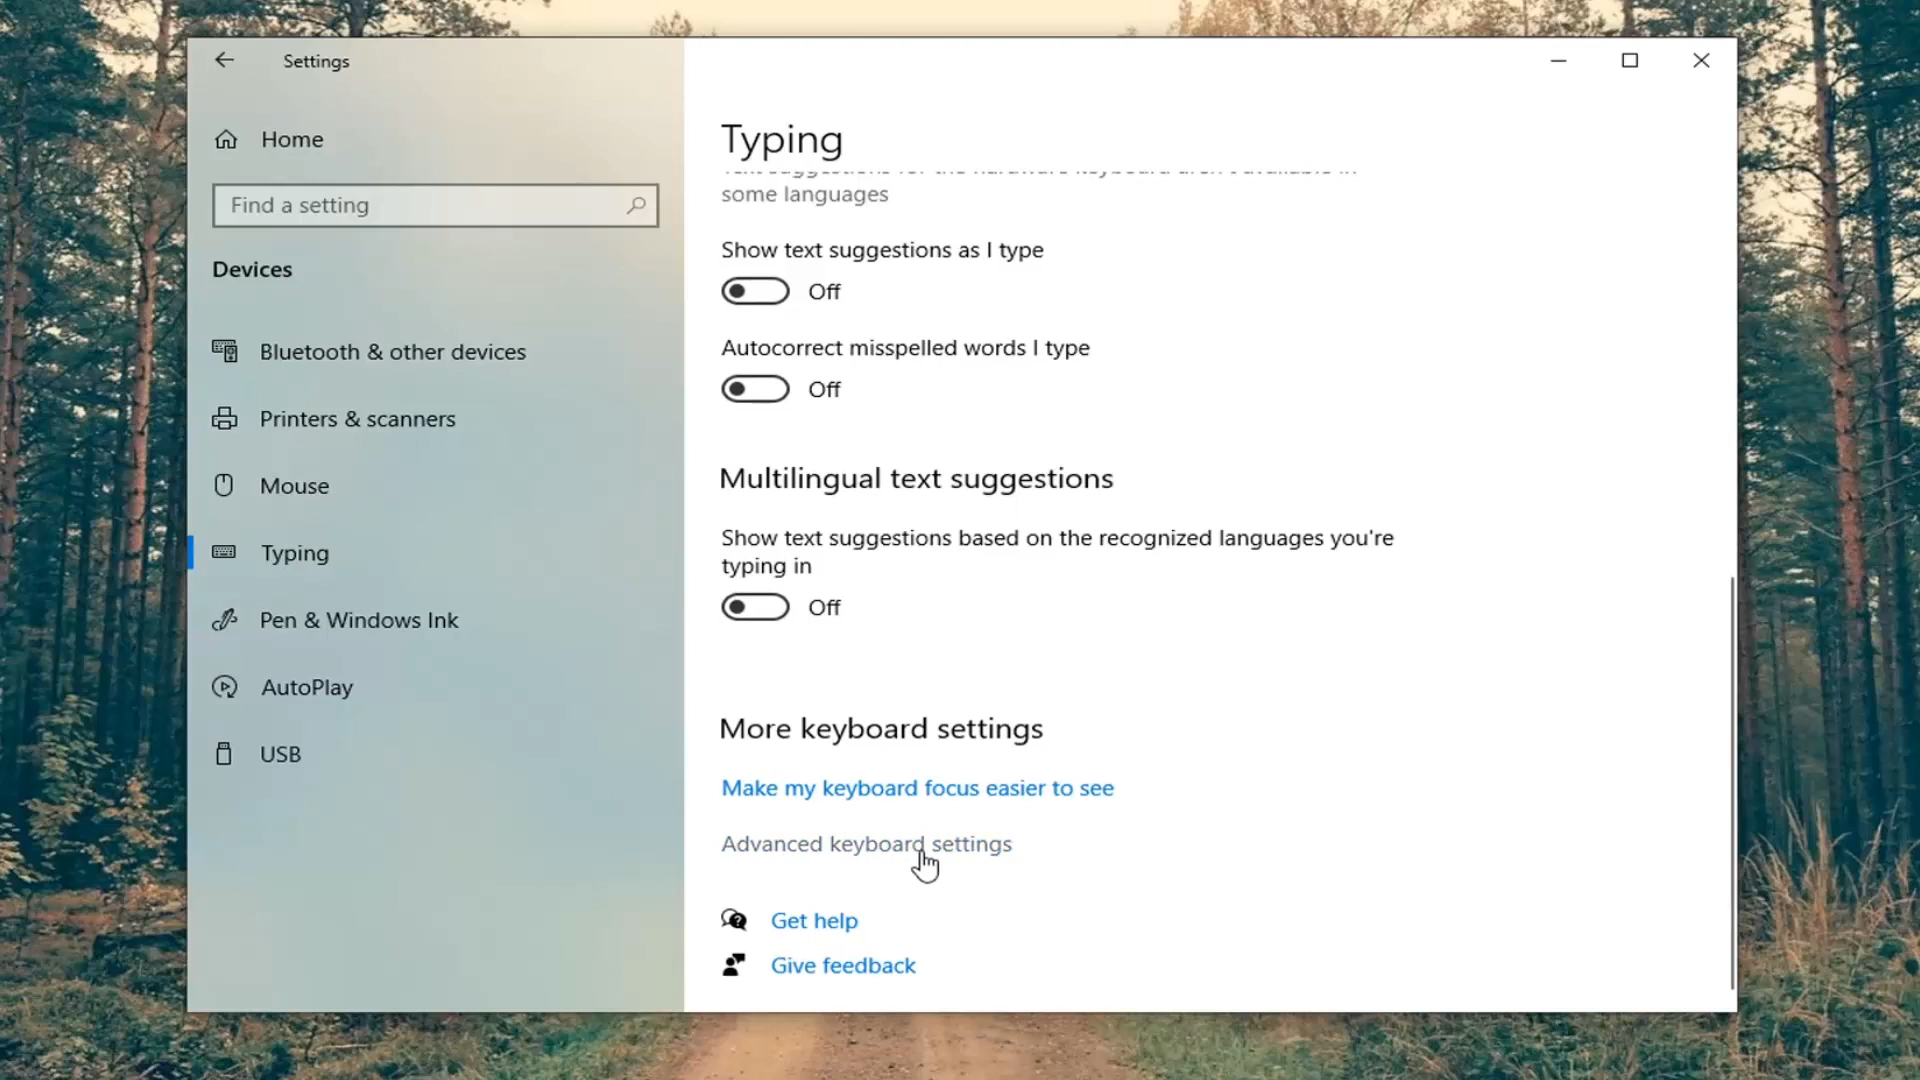 Settings
Home
Find a setting
Devices
Bluetooth & other devices
Printers & scanners
Mouse
Typing
Pen & Windows Ink
AutoPlay
USB
Typing
some languages
Show text suggestions as I type
Off
Autocorrect misspelled words I type
Off
Multilingual text suggestions
Show text suggestions based on the recognized languages you're
typing in
Off
More keyboard settings
Make my keyboard focus easier to see
Advanced keyboard settings
Get help
Give feedback